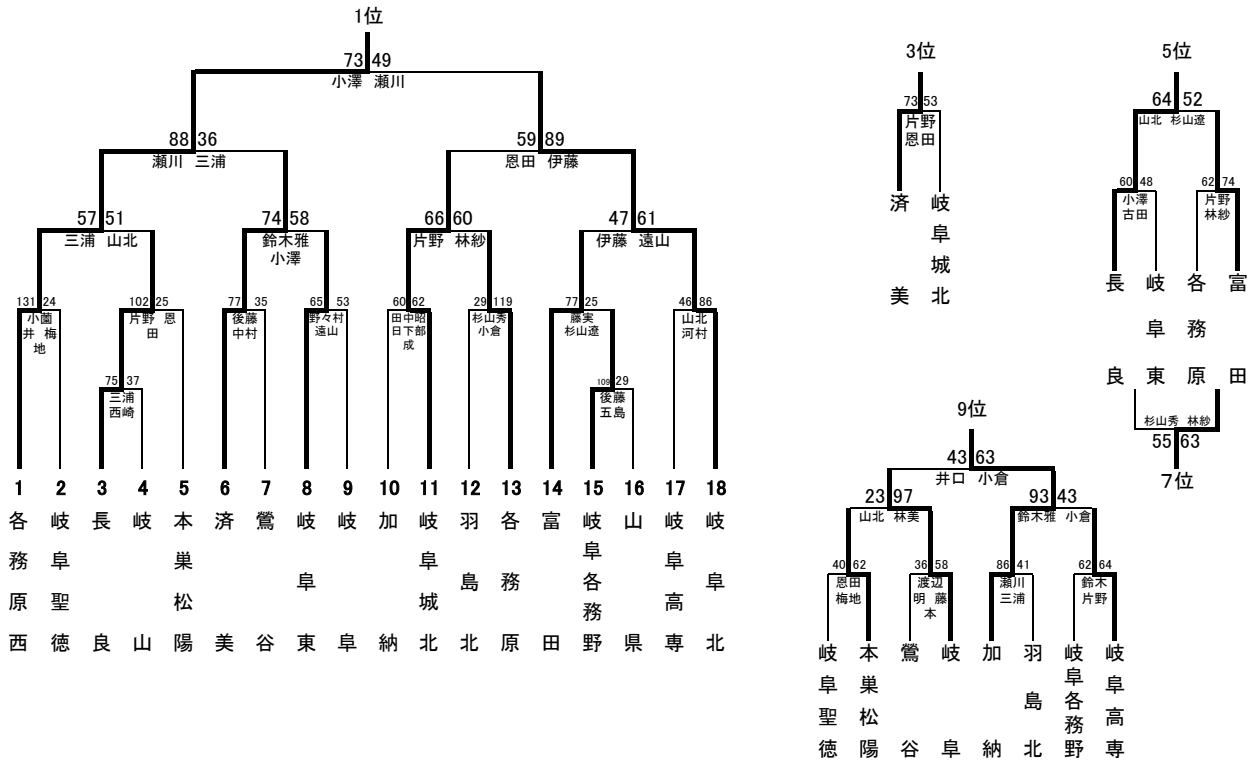 1位
73 49
小澤 瀬川
88 36
瀬川 三浦
59 89
恩田 伊藤
57 51
三浦 山北
74 58
鈴木雅
小澤
66 60
片野 林紗
47 61
伊藤 遠山
131 24
小薗
井 梅
地
102 25
片野 恩
田
77 35
後藤
中村
65 53
野々村
遠山
60 62
田中昭
日下部
成
29 119
杉山秀
小倉
77 25
藤実
杉山遼
46 86
山北
河村
75 37
三浦
西崎
109 29
後藤
五島
1 2 3 4 5 6 7 8 9 10 11 12 13 14 15 16 17 18
各務原西
岐阜聖徳
長良
岐山
本巣松陽
済美
鶯谷
岐阜東
岐阜
加納
岐阜城北
羽島北
各務原
富田
岐阜各務野
山県
岐阜高専
岐阜北
3位
73 53
片野
恩田
済美
岐阜城北
5位
64 52
山北 杉山遼
60 48
小澤
古田
62 74
片野
林紗
長良
岐阜東
各務原
富田
杉山秀 林紗
55 63
7位
9位
43 63
井口 小倉
23 97
山北 林美
93 43
鈴木雅 小倉
40 62
恩田
梅地
36 58
渡辺
明 藤
本
86 41
瀬川
三浦
62 64
鈴木
片野
岐阜聖徳
本巣松陽
鶯谷
岐阜
加納
羽島北
岐阜各務野
岐阜高専